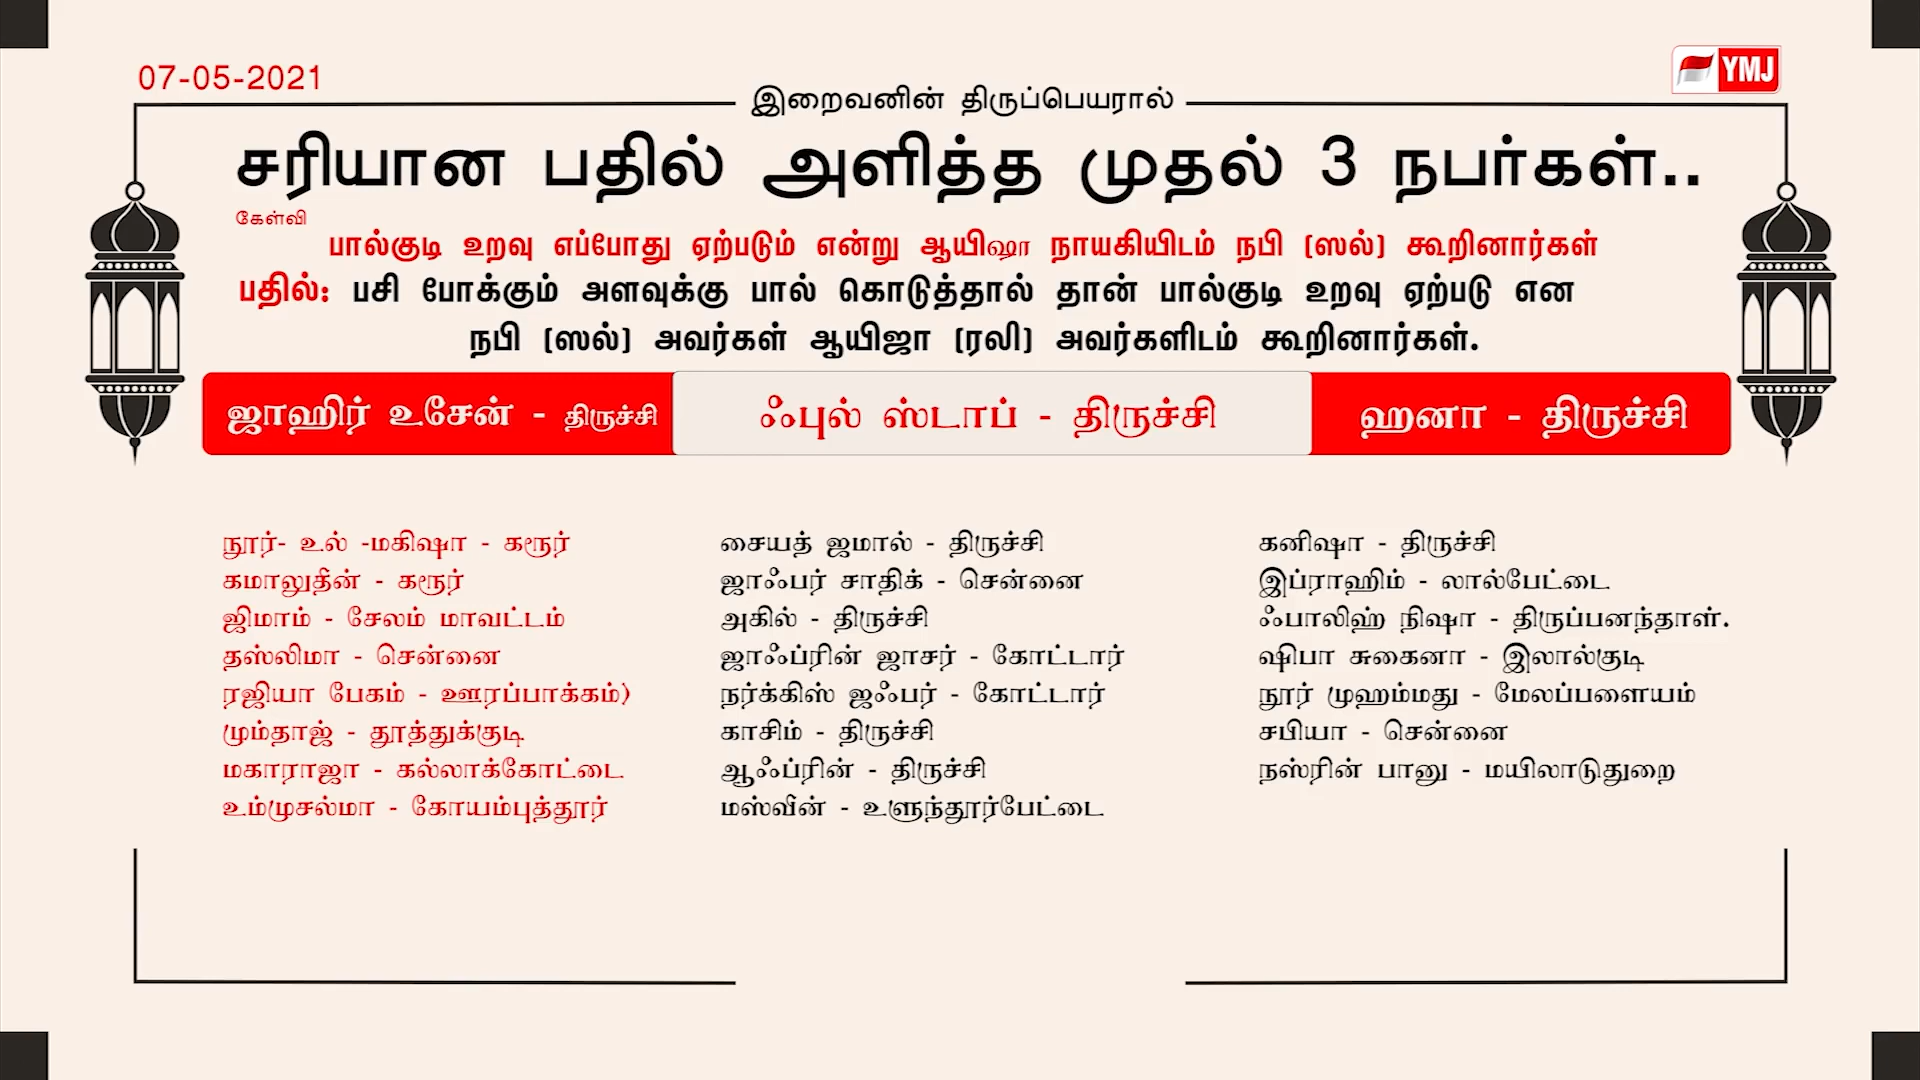 07-05-2021
YMJ
இறைவனின் திருப்பெயரால்
சரியான பதில் அளித்த முதல் 3 நபர்கள்..
கேள்வி
பால்குடி உறவு எப்போது ஏற்படும் என்று ஆயிஷா நாயகியிடம் நபி (ஸல்) கூறினார்கள்
பதில்: பசி போக்கும் அளவுக்கு பால் கொடுத்தால் தான் பால்குடி உறவு ஏற்படு என
நபி (ஸல்) அவர்கள் ஆயிஜா (ரலி) அவர்களிடம் கூறினார்கள்.
ஜாஹிர் உசேன் - திருச்சி
ஃபுல் ஸ்டாப் - திருச்சி
ஹனா - திருச்சி
நூர்- உல் -மகிஷா - கரூர்
கமாலுதீன் - கரூர்
ஜிமாம் - சேலம் மாவட்டம்
தஸ்லிமா - சென்னை
ரஜியா பேகம் - ஊரப்பாக்கம்)
மும்தாஜ் - தூத்துக்குடி
மகாராஜா - கல்லாக்கோட்டை
உம்முசல்மா - கோயம்புத்தூர்
சையத் ஜமால் - திருச்சி
ஜாஃபர் சாதிக் - சென்னை
அகில் - திருச்சி
ஜாஃப்ரின் ஜாசர் - கோட்டார்
நர்க்கிஸ் ஜஃபர் - கோட்டார்
காசிம் - திருச்சி
ஆஃப்ரின் - திருச்சி
மஸ்வீன் - உளுந்தூர்பேட்டை
கனிஷா - திருச்சி
இப்ராஹிம் - லால்பேட்டை
ஃபாலிஹ் நிஷா - திருப்பனந்தாள்.
ஷிபா சுகைனா - இலால்குடி
நூர் முஹம்மது - மேலப்பளையம்
சபியா - சென்னை
நஸ்ரின் பானு - மயிலாடுதுறை